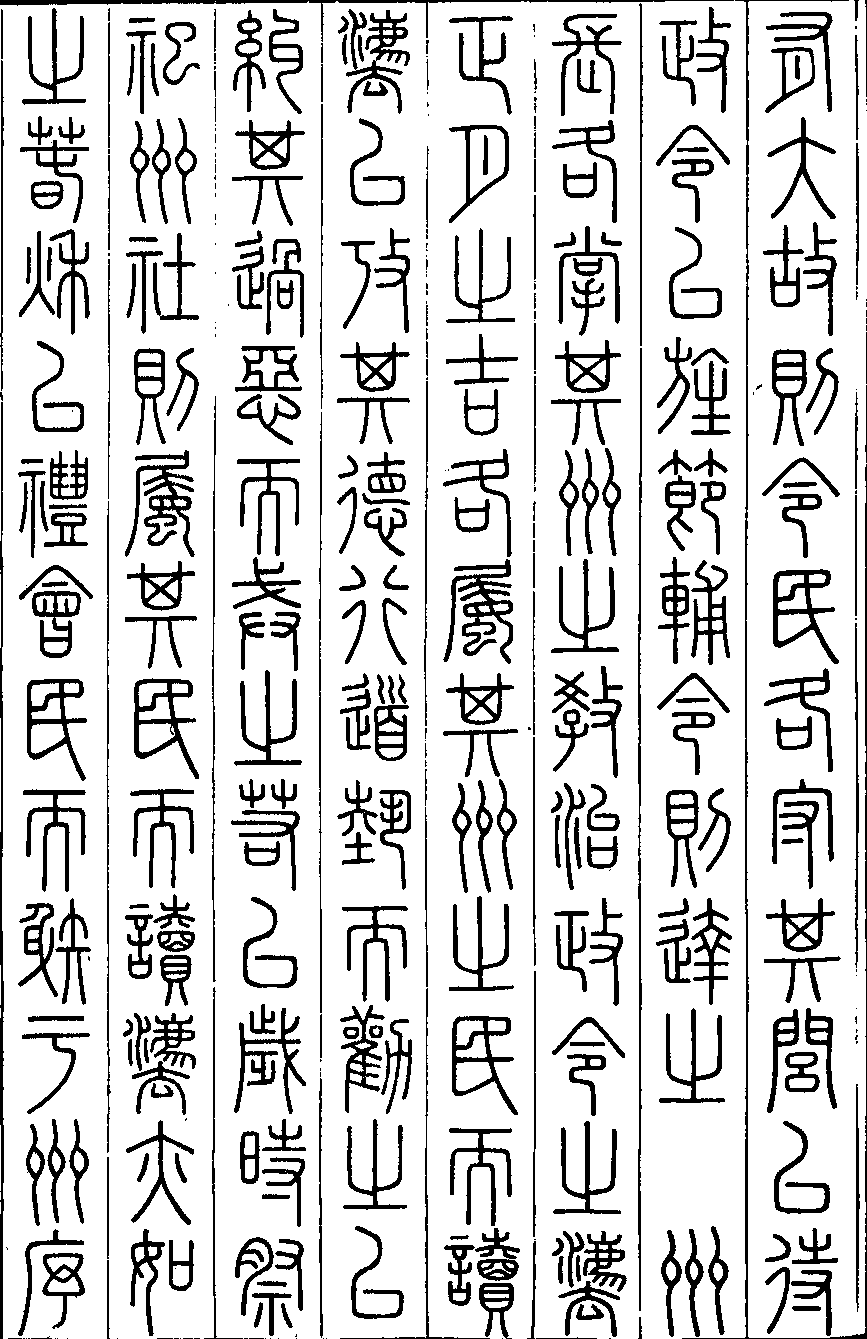 有大故則令民各守其閭以待
政令以旌節輔令則達之　州
長各掌其州之教治政令之灋
正月之吉各屬其州之民而讀
灋以攷其德行道埶而勸之以
糾其過惡而戒之若以歲時祭
祀州社則屬其民而讀灋亦如
之春秋以禮會民而射于州序